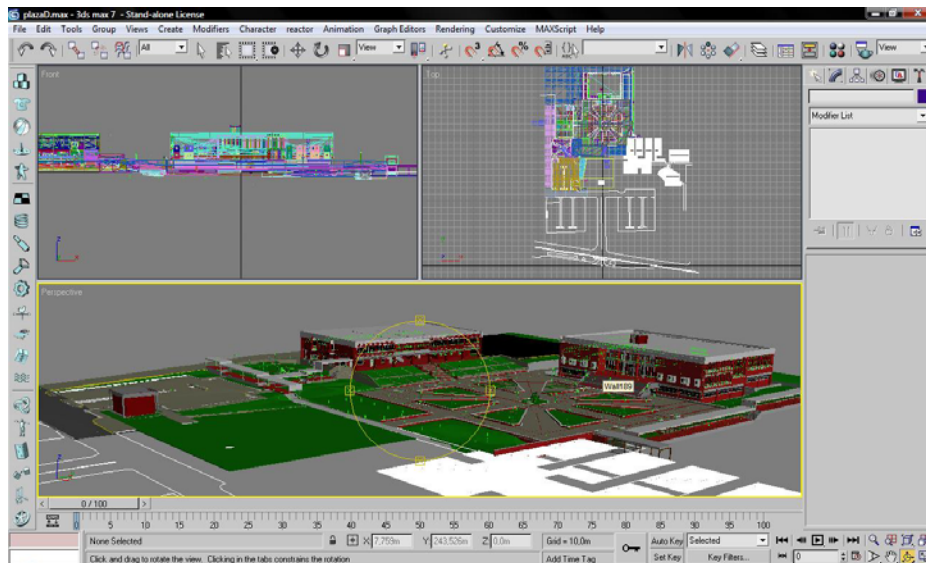 plazaD.max - 3ds max 7 - Stand-alone License
File Edit Tools Group Views Create Modifiers Character reactor Animation Graph Editors Rendering Customize MAXScript Help
All View View
Front
Top
Modifier List
Perspective
Wall189
0 / 100
0 5 10 15 20 25 30 35 40 45 50 55 60 65 70 75 80 85 90 95 100
None Selected X: 7,759m Y: 243,526m Z: 0,0m Grid = 10,0m Auto Key Selected
Click and drag to rotate the view. Clicking in the tabs constrains the rotation Add Time Tag Set Key Key Filters... 0